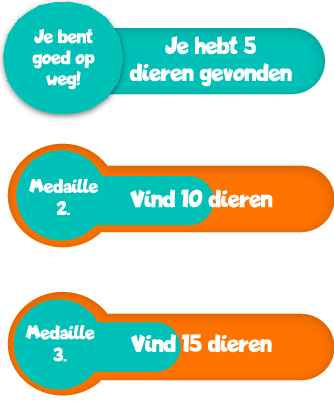 Je bent
goed op
weg!
Je hebt 5
dieren gevonden
Medaille
2.
Vind 10 dieren
Medaille
3.
Vind 15 dieren